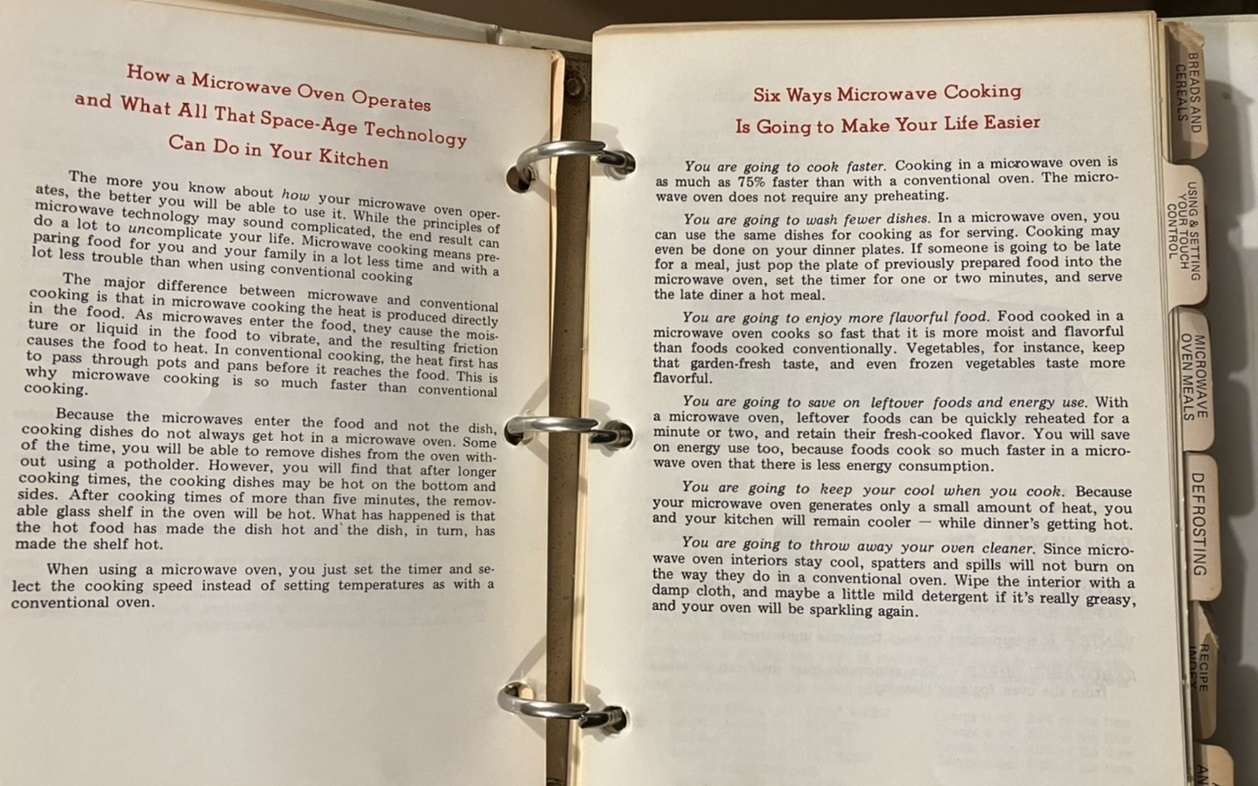 How a Microwave Oven Operates
and What All That Space-Age Technology
Can Do in Your Kitchen
The more you know about how your microwave oven oper-
ates, the better you will be able to use it. While the principles of
microwave technology may sound complicated, the end result can
do a lot to uncomplicate your life. Microwave cooking means pre-
paring food for you and your family in a lot less time and with a
lot less trouble than when using conventional cooking
The major difference between microwave and conventional
cooking is that in microwave cooking the heat is produced directly
in the food. As microwaves enter the food, they cause the mois-
ture or liquid in the food to vibrate, and the resulting friction
causes the food to heat. In conventional cooking, the heat first has
to pass through pots and pans before it reaches the food. This is
why microwave cooking is so much faster than conventional
cooking.
Because the microwaves enter the food and not the dish,
cooking dishes do not always get hot in a microwave oven. Some
of the time, you will be able to remove dishes from the oven with-
out using a potholder. However, you will find that after longer
cooking times, the cooking dishes may be hot on the bottom and
sides. After cooking times of more than five minutes, the remov-
able glass shelf in the oven will be hot. What has happened is that
the hot food has made the dish hot and the dish, in turn, has
made the shelf hot.
When using a microwave oven, you just set the timer and se-
lect the cooking speed instead of setting temperatures as with a
conventional oven.
Six Ways Microwave Cooking
Is Going to Make Your Life Easier
You are going to cook faster. Cooking in a microwave oven is
as much as 75% faster than with a conventional oven. The micro-
wave oven does not require any preheating.
You are going to wash fewer dishes. In a microwave oven, you
can use the same dishes for cooking as for serving. Cooking may
even be done on your dinner plates. If someone is going to be late
for a meal, just pop the plate of previously prepared food into the
microwave oven, set the timer for one or two minutes, and serve
the late diner a hot meal.
You are going to enjoy more flavorful food. Food cooked in a
microwave oven cooks so fast that it is more moist and flavorful
than foods cooked conventionally. Vegetables, for instance, keep
that garden-fresh taste, and even frozen vegetables taste more
flavorful.
You are going to save on leftover foods and energy use. With
a microwave oven, leftover foods can be quickly reheated for a
minute or two, and retain their fresh-cooked flavor. You will save
on energy use too, because foods cook so much faster in a micro-
wave oven that there is less energy consumption.
You are going to keep your cool when you cook. Because
your microwave oven generates only a small amount of heat, you
and your kitchen will remain cooler — while dinner's getting hot.
You are going to throw away your oven cleaner. Since micro-
wave oven interiors stay cool, spatters and spills will not burn on
the way they do in a conventional oven. Wipe the interior with a
damp cloth, and maybe a little mild detergent if it's really greasy,
and your oven will be sparkling again.
BREADS AND
CEREALS
USING & SETTING
YOUR TOUCH
CONTROL
MICROWAVE
OVEN MEALS
DEFROSTING
RECIPE
INDEX